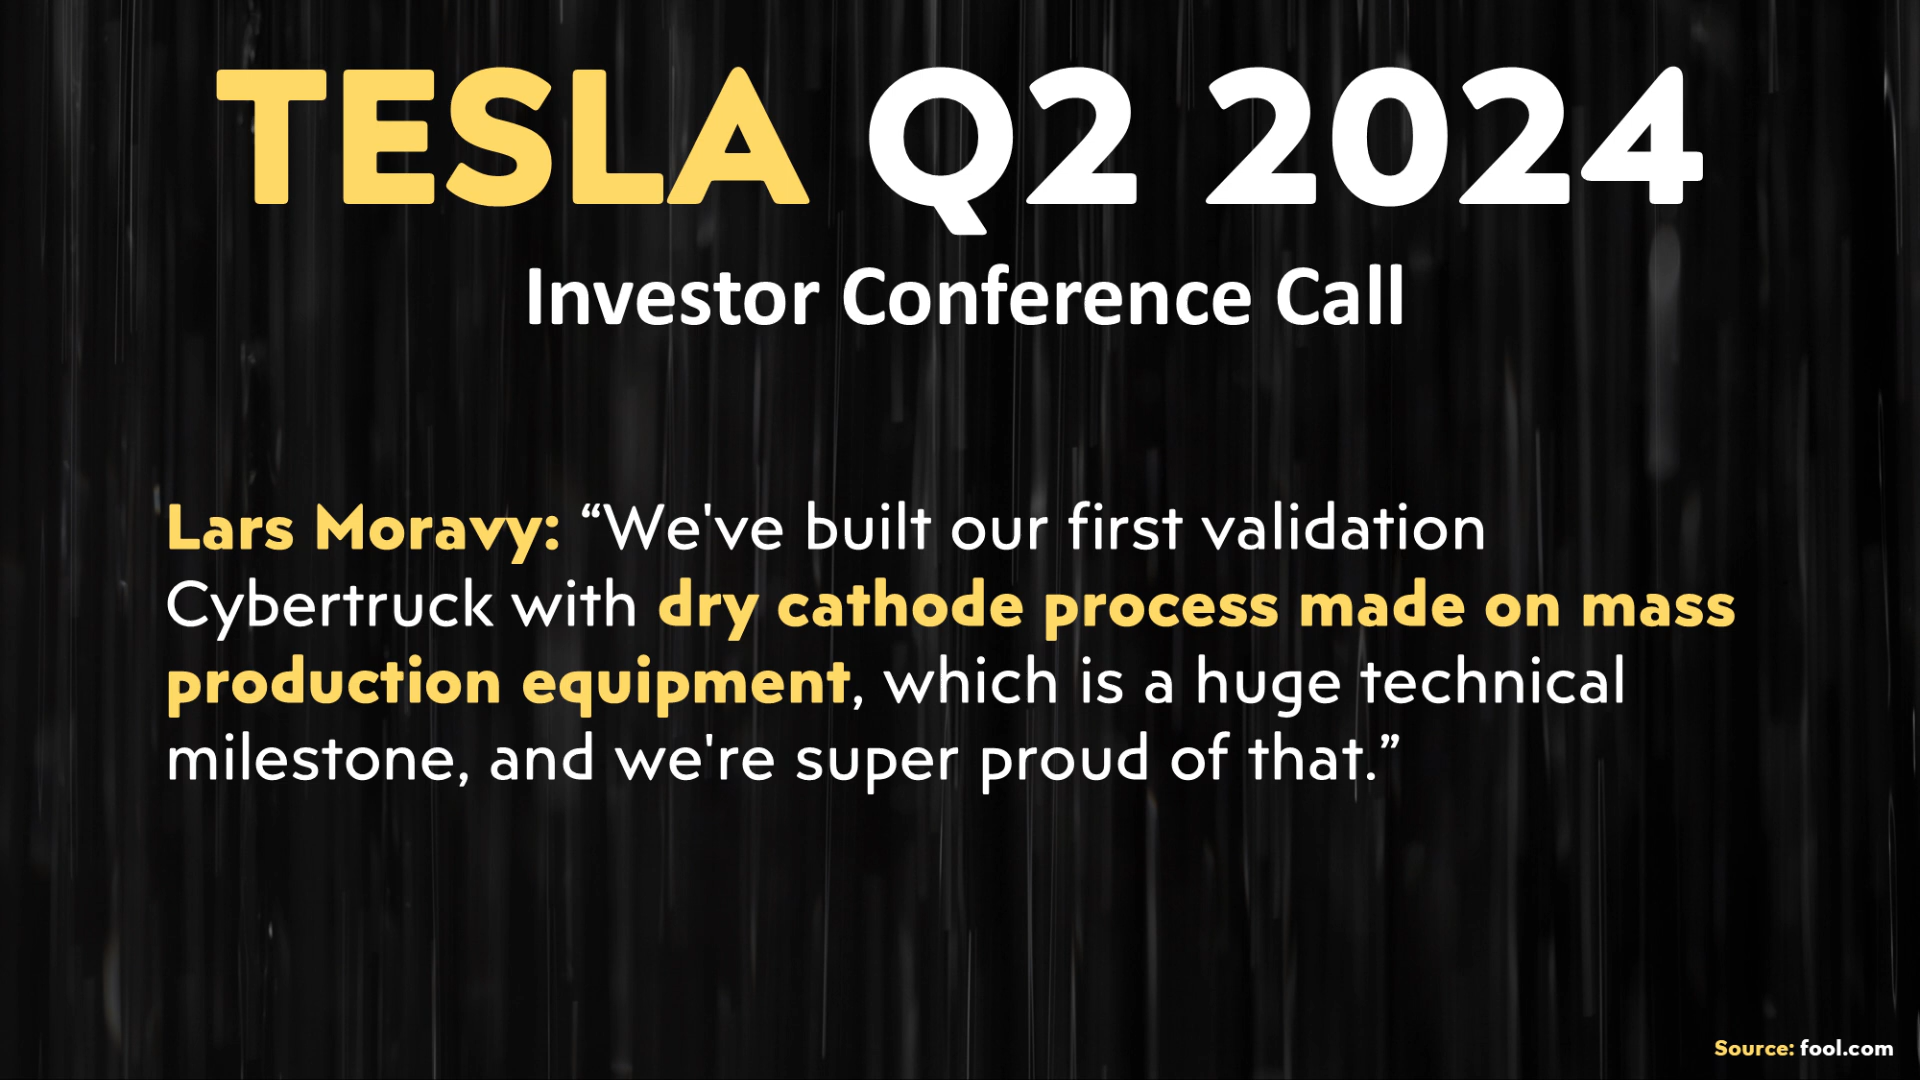 TESLA Q2 2024
Investor Conference Call
Lars Moravy: “We've built our first validation
Cybertruck with dry cathode process made on mass
production equipment, which is a huge technical
milestone, and we're super proud of that.”
Source: fool.com